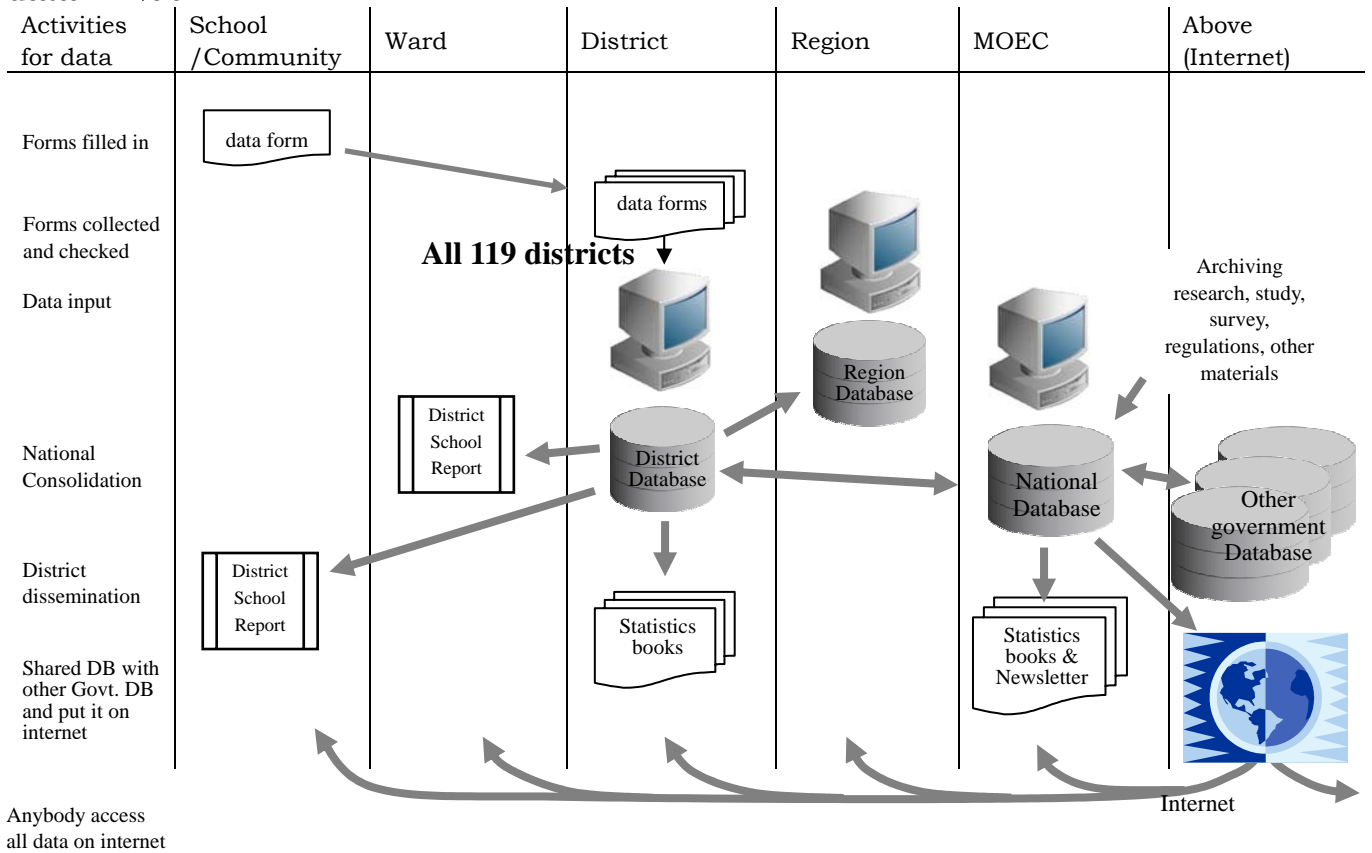 Activities
for data
School
/Community
Ward
District
Region
MOEC
Above
(Internet)
Forms filled in
data form
data forms
Forms collected
and checked
All 119 districts
Data input
Archiving
research, study,
survey,
regulations, other
materials
Region
Database
District
School
Report
National
Consolidation
District
Database
National
Database
Other
government
Database
District
dissemination
District
School
Report
Statistics
books
Statistics
books &
Newsletter
Shared DB with
other Govt. DB
and put it on
internet
Internet
Anybody access
all data on internet